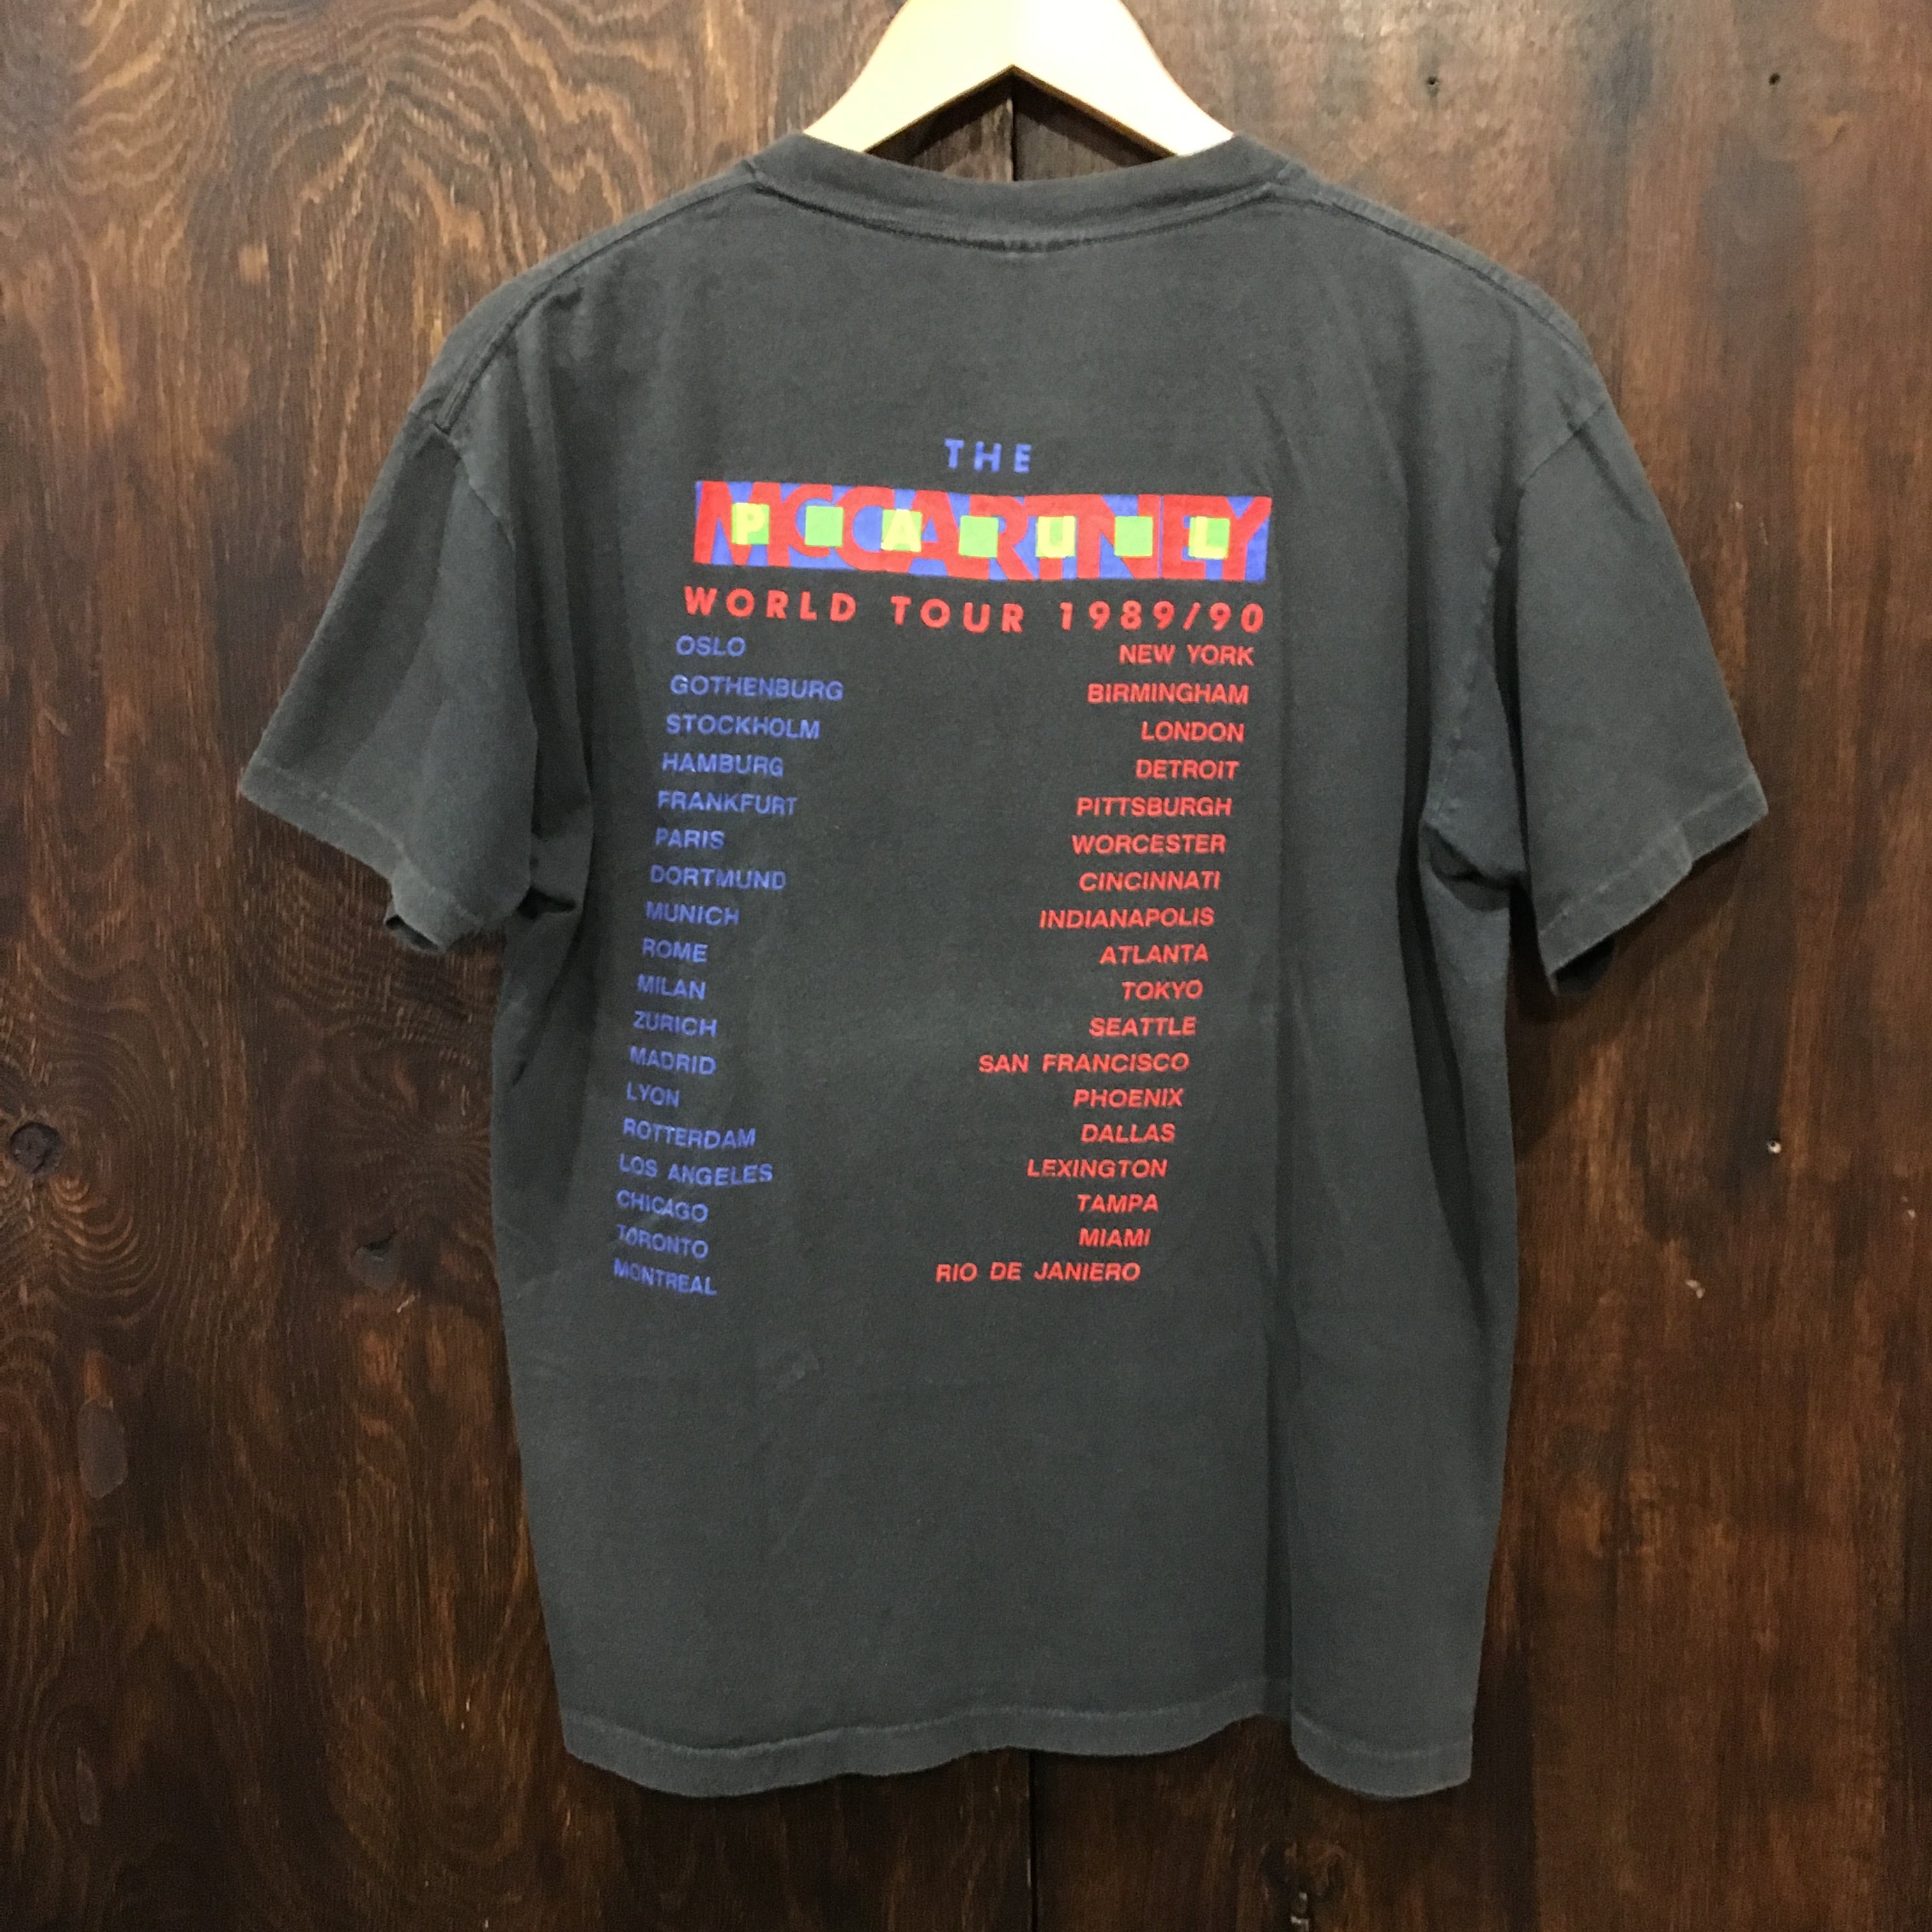 THE
MCCARTNEY
PAUL
WORLD TOUR 1989/90
OSLO
GOTHENBURG
STOCKHOLM
HAMBURG
FRANKFURT
PARIS
DORTMUND
MUNICH
ROME
MILAN
ZURICH
MADRID
LYON
ROTTERDAM
LOS ANGELES
CHICAGO
TORONTO
MONTREAL
NEW YORK
BIRMINGHAM
LONDON
DETROIT
PITTSBURGH
WORCESTER
CINCINNATI
INDIANAPOLIS
ATLANTA
TOKYO
SEATTLE
SAN FRANCISCO
PHOENIX
DALLAS
LEXINGTON
TAMPA
MIAMI
RIO DE JANIERO